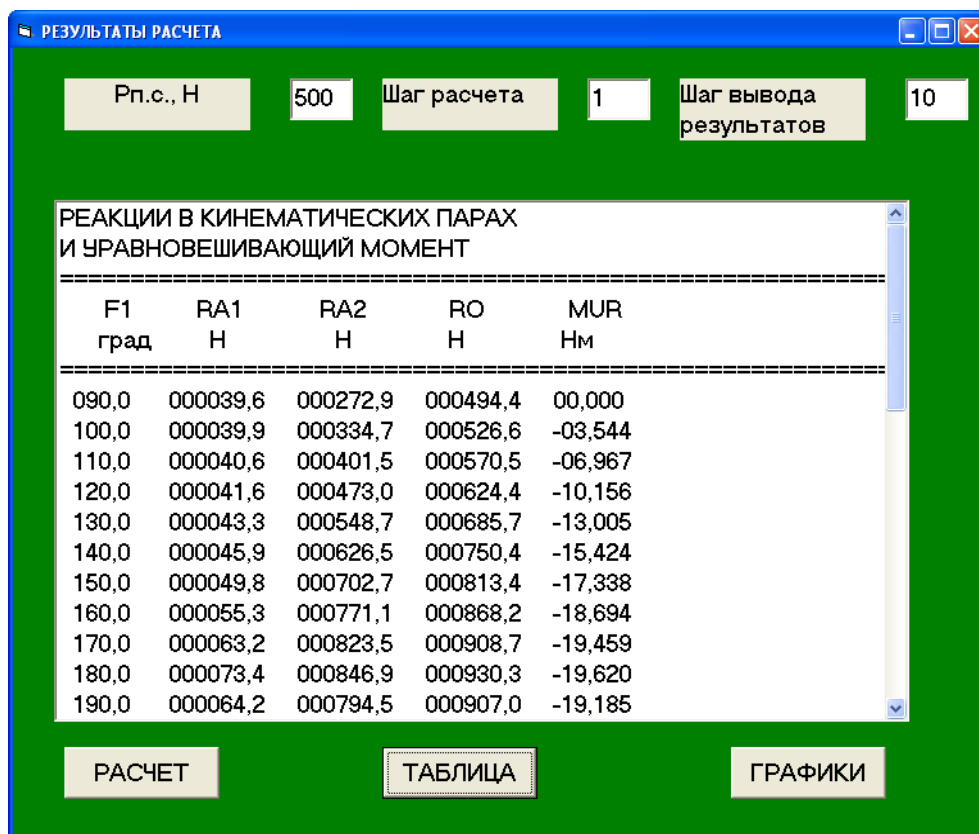 РЕЗУЛЬТАТЫ РАСЧЕТА
Рп.с., Н 500 Шаг расчета 1 Шаг вывода результатов 10
РЕАКЦИИ В КИНЕМАТИЧЕСКИХ ПАРАХ
И УРАВНОВЕШИВАЮЩИЙ МОМЕНТ
==========================================================
F1 RA1 RA2 RO MUR
град Н Н Н Нм
==========================================================
090,0 000039,6 000272,9 000494,4 00,000
100,0 000039,9 000334,7 000526,6 -03,544
110,0 000040,6 000401,5 000570,5 -06,967
120,0 000041,6 000473,0 000624,4 -10,156
130,0 000043,3 000548,7 000685,7 -13,005
140,0 000045,9 000626,5 000750,4 -15,424
150,0 000049,8 000702,7 000813,4 -17,338
160,0 000055,3 000771,1 000868,2 -18,694
170,0 000063,2 000823,5 000908,7 -19,459
180,0 000073,4 000846,9 000930,3 -19,620
190,0 000064,2 000794,5 000907,0 -19,185
РАСЧЕТ ТАБЛИЦА ГРАФИКИ